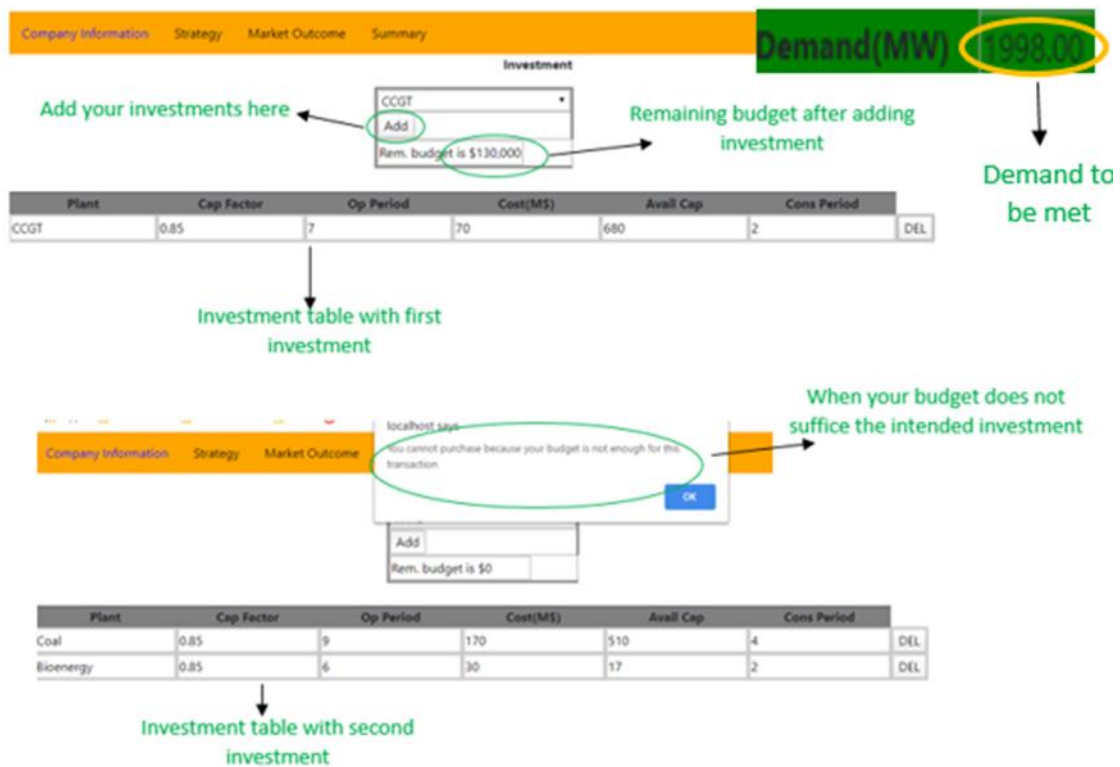 Company Information Strategy Market Outcome Summary
Demand(MW) 1998.00
Investment
CCGT
Add
Rem. budget is $130,000
Add your investments here
Remaining budget after adding
investment
Demand to
be met
Plant Cap Factor Op Period Cost(M$) Avail Cap Cons Period
CCGT 0.85 7 70 680 2 DEL
Investment table with first
investment
When your budget does not
suffice the intended investment
localhost says
You cannot purchase because your budget is not enough for this
transaction
OK
Company Information Strategy Market Outcome
Add
Rem. budget is $0
Plant Cap Factor Op Period Cost(M$) Avail Cap Cons Period
Coal 0.85 9 170 510 4 DEL
Bioenergy 0.85 6 30 17 2 DEL
Investment table with second
investment